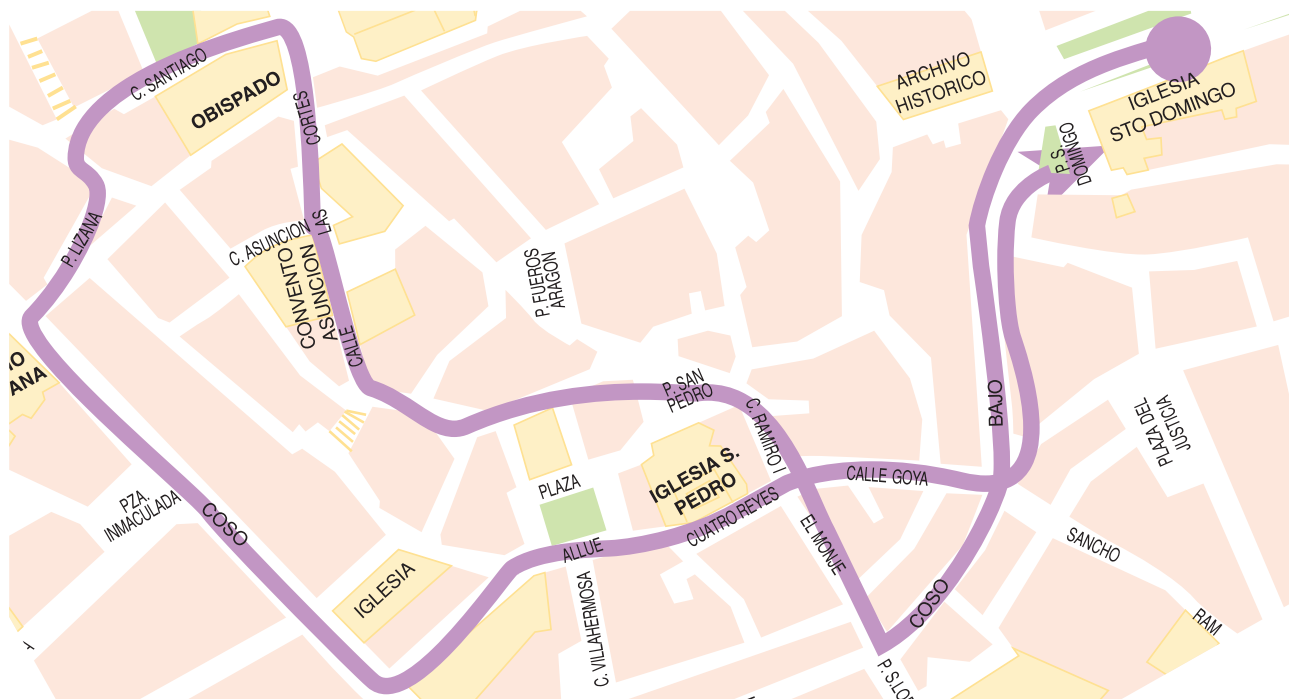 C. SANTIAGO
OBISPADO
CORTES
LAS
CALLE
ARCHIVO
HISTORICO
IGLESIA
STO DOMINGO
P. S.
DOMINGO
P. LIZANA
C. ASUNCION
CONVENTO
ASUNCION
P. FUEROS
ARAGON
P. SAN
PEDRO
C. RAMIRO I
BAJO
PLAZA DEL
JUSTICIA
IGLESIA S.
PEDRO
CALLE GOYA
PLAZA
PZA.
INMACULADA
COSO
CUATRO REYES
EL MONJE
ALLUE
SANCHO
IGLESIA
C. VILLAHERMOSA
COSO
RAM